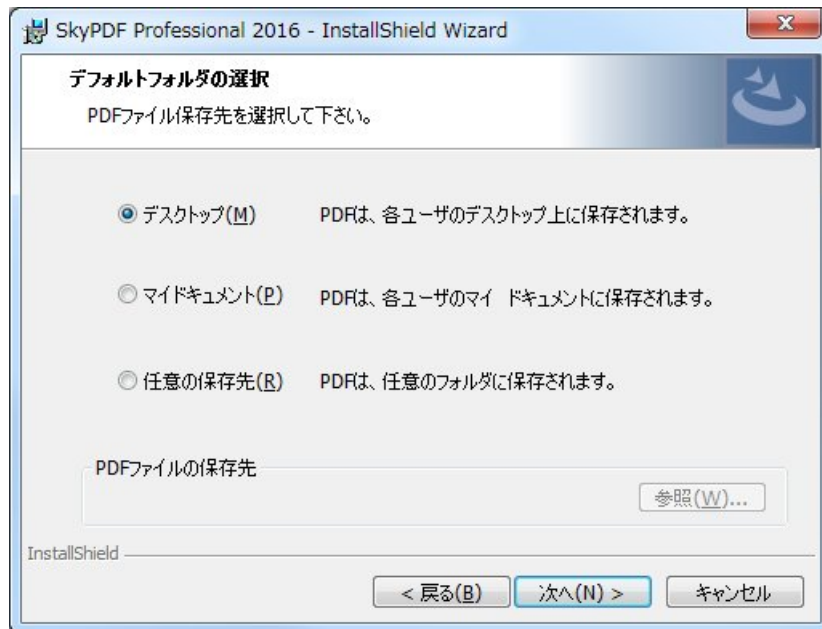 SkyPDF Professional 2016 - InstallShield Wizard
デフォルトフォルダの選択
PDFファイル保存先を選択して下さい。
デスクトップ(M) PDFは、各ユーザのデスクトップ上に保存されます。
マイドキュメント(P) PDFは、各ユーザのマイ ドキュメントに保存されます。
任意の保存先(R) PDFは、任意のフォルダに保存されます。
PDFファイルの保存先
参照(W)...
InstallShield
< 戻る(B) 次へ(N) > キャンセル